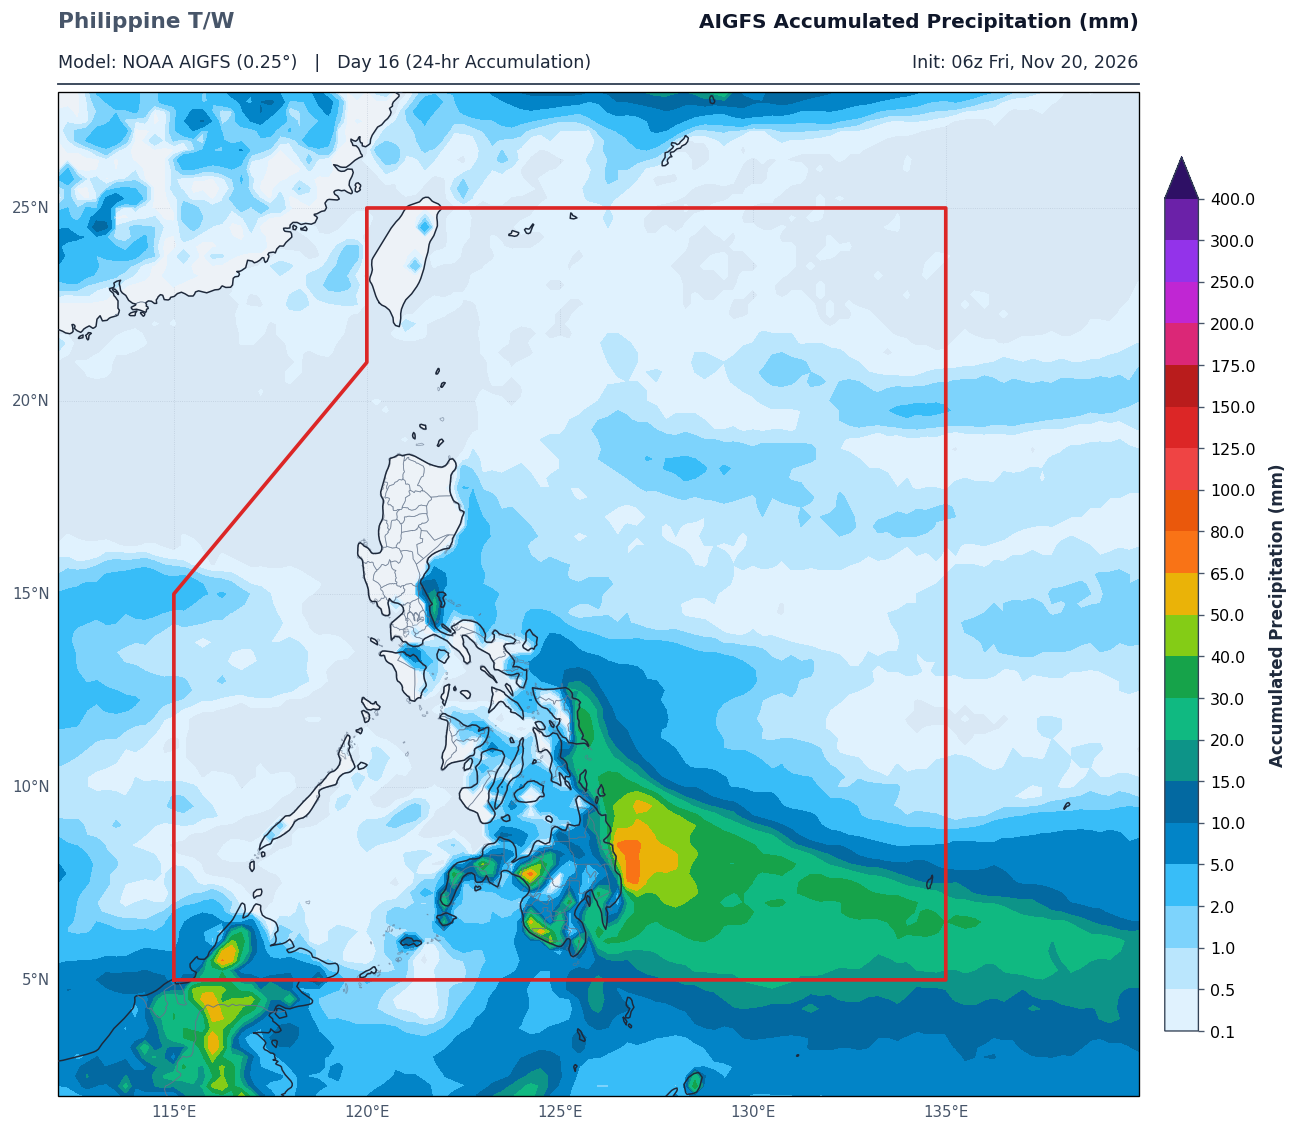 Philippine T/W
AIGFS Accumulated Precipitation (mm)
Model: NOAA AIGFS (0.25°)   |   Day 16 (24-hr Accumulation)
Init: 06z Fri, Nov 20, 2026
25°N
20°N
15°N
10°N
5°N
115°E
120°E
125°E
130°E
135°E
400.0
300.0
250.0
200.0
175.0
150.0
125.0
100.0
80.0
65.0
50.0
40.0
30.0
20.0
15.0
10.0
5.0
2.0
1.0
0.5
0.1
Accumulated Precipitation (mm)